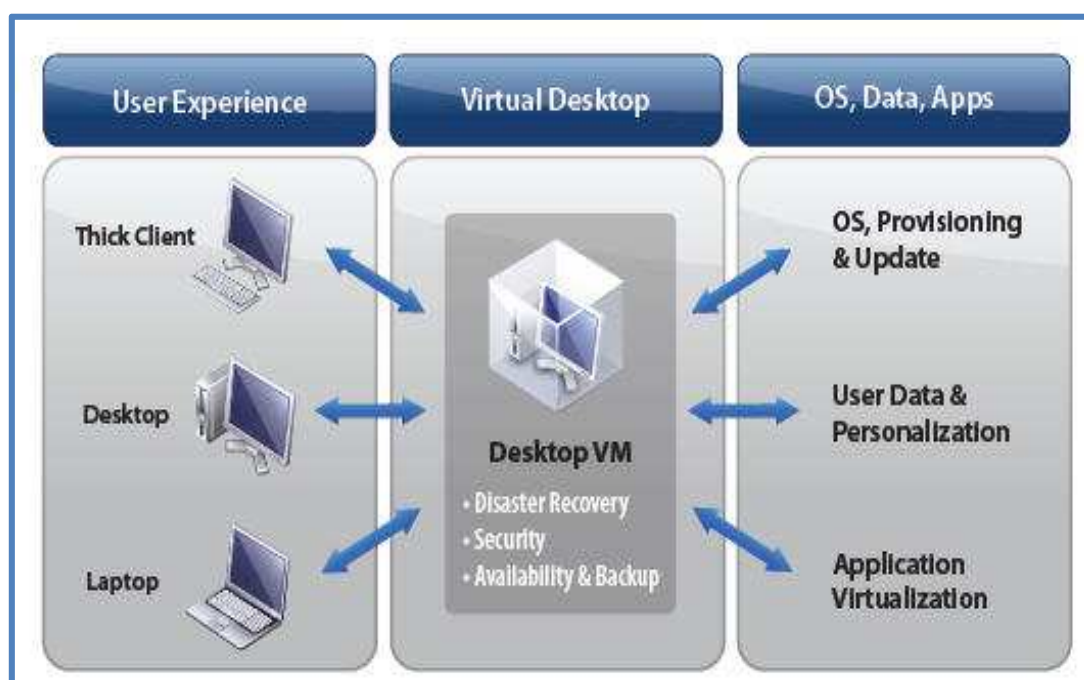 User Experience
Virtual Desktop
OS, Data, Apps
Thick Client
Desktop
Laptop
Desktop VM
• Disaster Recovery
• Security
• Availability & Backup
OS, Provisioning
& Update
User Data &
Personalization
Application
Virtualization